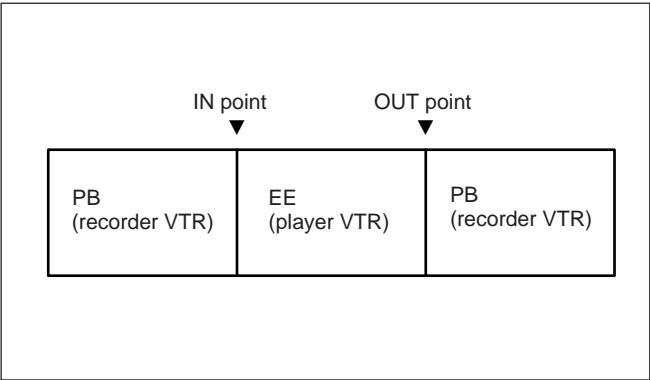 IN point
OUT point
PB
(recorder VTR)
EE
(player VTR)
PB
(recorder VTR)